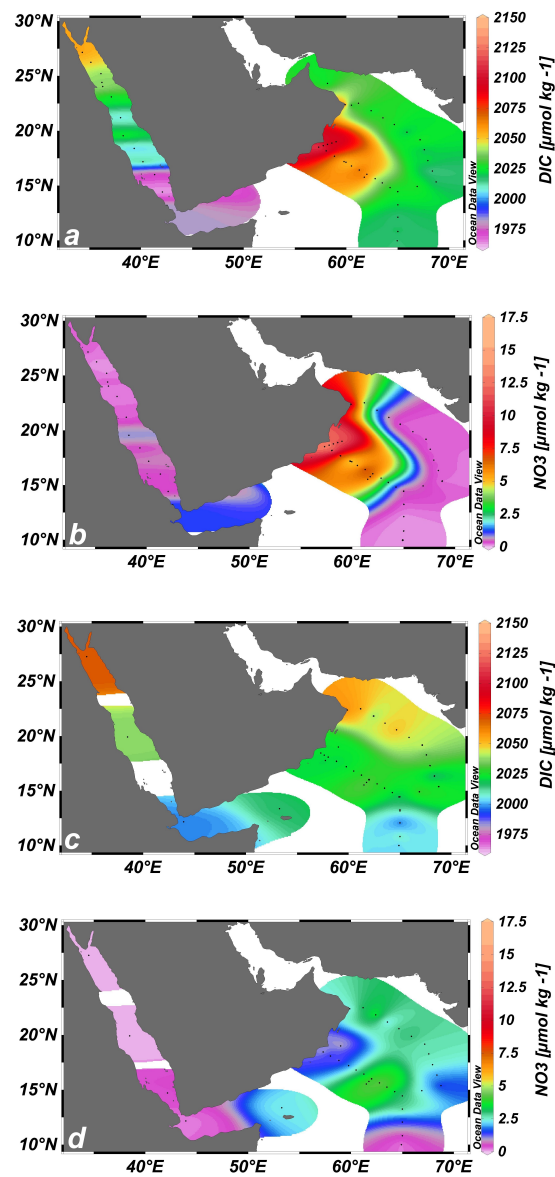 30°N
25°N
20°N
15°N
10°N
a
40°E
50°E
60°E
70°E
Ocean Data View
2150
2125
2100
2075
2050
2025
2000
1975
DIC [µmol kg -1]
30°N
25°N
20°N
15°N
10°N
b
40°E
50°E
60°E
70°E
Ocean Data View
17.5
15
12.5
10
7.5
5
2.5
0
NO3 [µmol kg -1]
30°N
25°N
20°N
15°N
10°N
c
40°E
50°E
60°E
70°E
Ocean Data View
2150
2125
2100
2075
2050
2025
2000
1975
DIC [µmol kg -1]
30°N
25°N
20°N
15°N
10°N
d
40°E
50°E
60°E
70°E
Ocean Data View
17.5
15
12.5
10
7.5
5
2.5
0
NO3 [µmol kg -1]